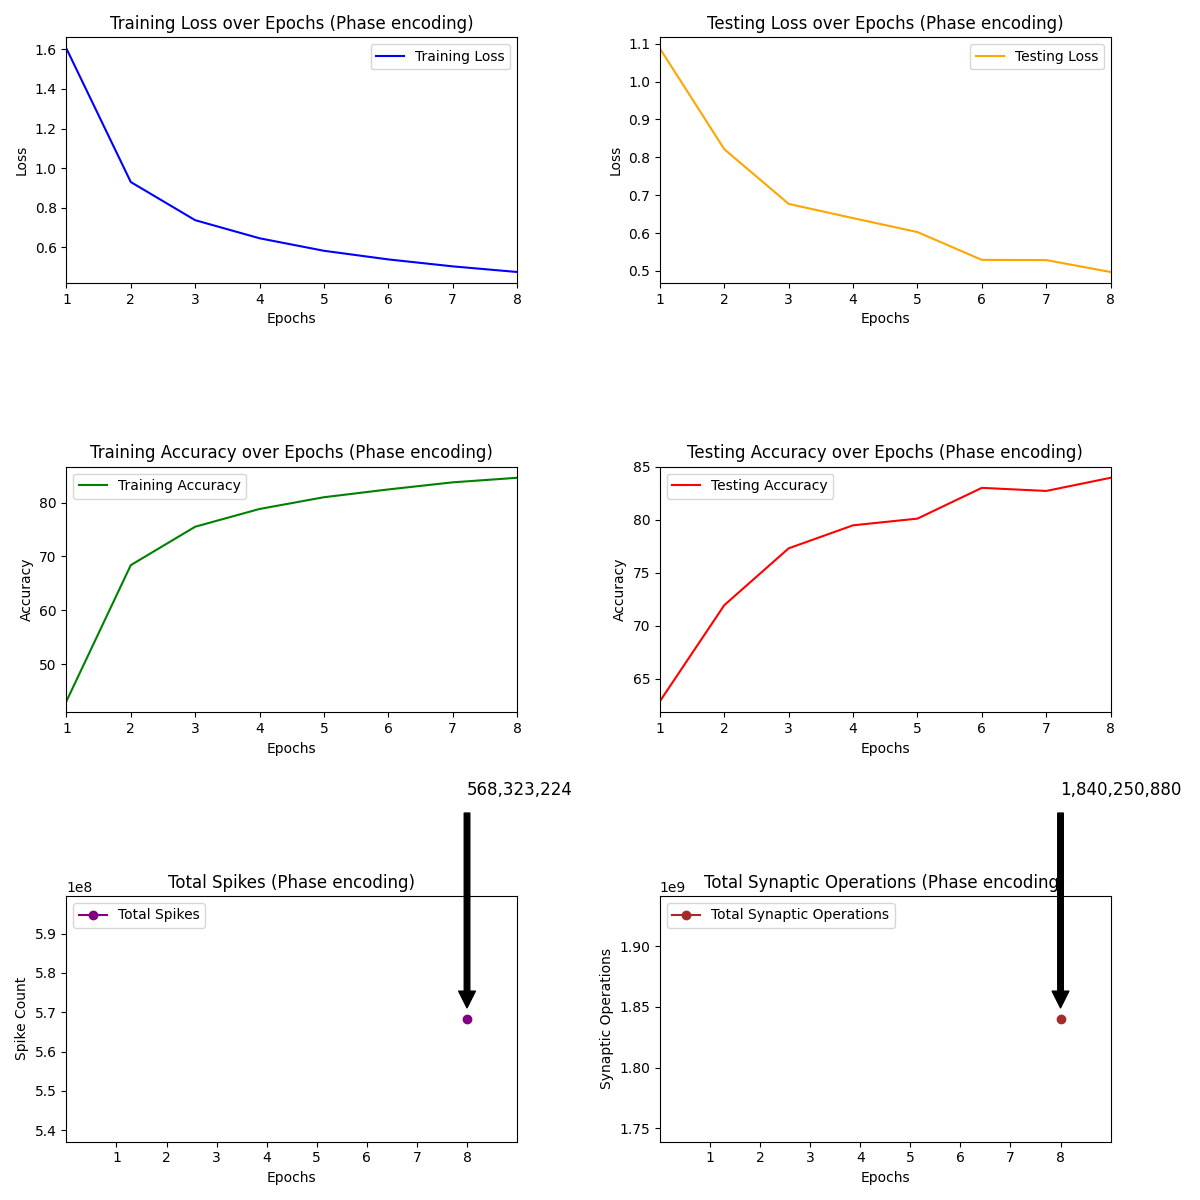 Training Loss over Epochs (Phase encoding)
Training Loss
1.6
1.4
1.2
1.0
0.8
0.6
Loss
1 2 3 4 5 6 7 8
Epochs
Testing Loss over Epochs (Phase encoding)
Testing Loss
1.1
1.0
0.9
0.8
0.7
0.6
0.5
Loss
1 2 3 4 5 6 7 8
Epochs
Training Accuracy over Epochs (Phase encoding)
Training Accuracy
80
70
60
50
Accuracy
1 2 3 4 5 6 7 8
Epochs
Testing Accuracy over Epochs (Phase encoding)
Testing Accuracy
85
80
75
70
65
Accuracy
1 2 3 4 5 6 7 8
Epochs
568,323,224
Total Spikes (Phase encoding)
1e8
Total Spikes
5.9
5.8
5.7
5.6
5.5
5.4
Spike Count
1 2 3 4 5 6 7 8
Epochs
1,840,250,880
Total Synaptic Operations (Phase encoding
1e9
Total Synaptic Operations
1.90
1.85
1.80
1.75
Synaptic Operations
1 2 3 4 5 6 7 8
Epochs